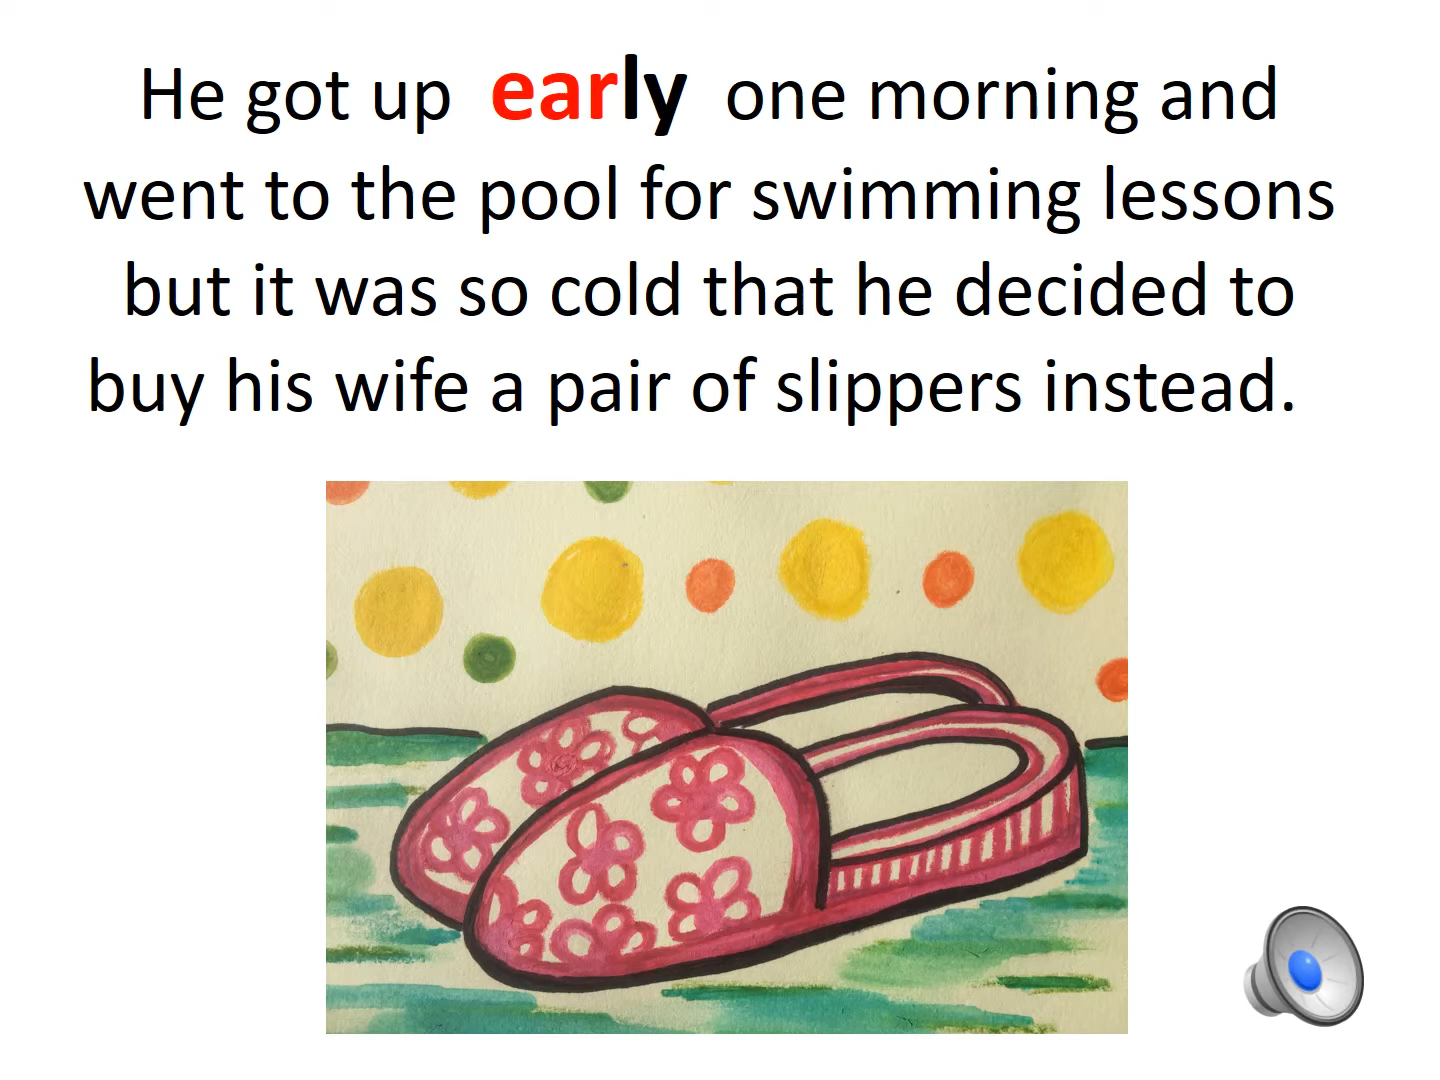 He got up early one morning and
went to the pool for swimming lessons
but it was so cold that he decided to
buy his wife a pair of slippers instead.